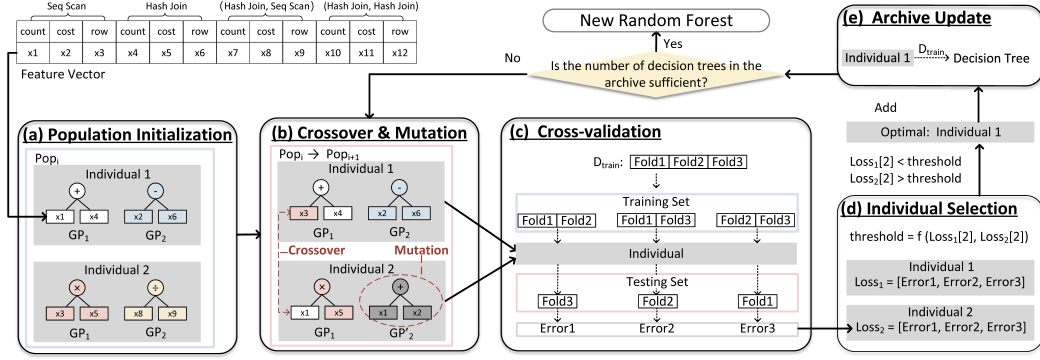 Seq Scan Hash Join (Hash Join, Seq Scan) (Hash Join, Hash Join)
count cost row count cost row count cost row count cost row
x1 x2 x3 x4 x5 x6 x7 x8 x9 x10 x11 x12
Feature Vector
New Random Forest
Yes
No
Is the number of decision trees in the
archive sufficient?
(e) Archive Update
Individual 1 D_train Decision Tree
Add
Optimal: Individual 1
Loss₁[2] < threshold
Loss₂[2] > threshold
(a) Population Initialization
Popᵢ
Individual 1
+ -
x1 x4 x2 x6
GP₁ GP₂
Individual 2
× ÷
x3 x5 x8 x9
GP₁ GP₂
(b) Crossover & Mutation
Popᵢ → Popᵢ₊₁
Individual 1
+ -
x3 x4 x2 x6
GP₁ GP₂
Crossover Mutation
Individual 2
× +
x1 x5 x1 x2
GP₁ GP'₂
(c) Cross-validation
D_train: Fold1 Fold2 Fold3
Training Set
Fold1 Fold2 Fold1 Fold3 Fold2 Fold3
Individual
Testing Set
Fold3 Fold2 Fold1
Error1 Error2 Error3
(d) Individual Selection
threshold = f (Loss₁[2], Loss₂[2])
Individual 1
Loss₁ = [Error1, Error2, Error3]
Individual 2
Loss₂ = [Error1, Error2, Error3]